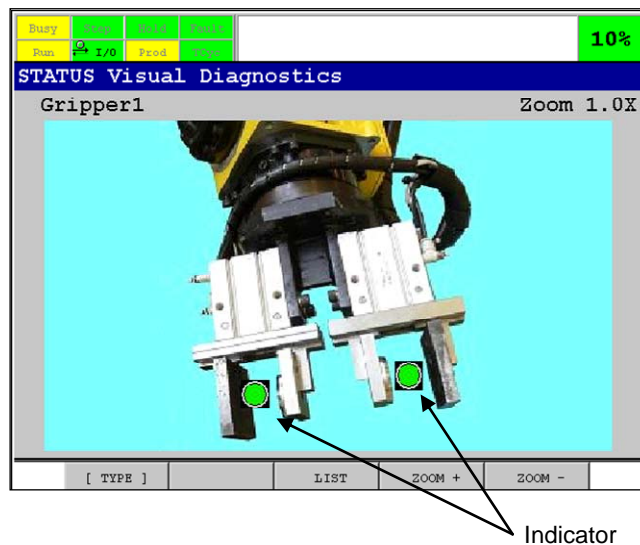 Busy Step Hold Fault
Run I/O Prod TCyc
10%
STATUS Visual Diagnostics
Gripper1 Zoom 1.0X
[ TYPE ] LIST ZOOM + ZOOM -
Indicator